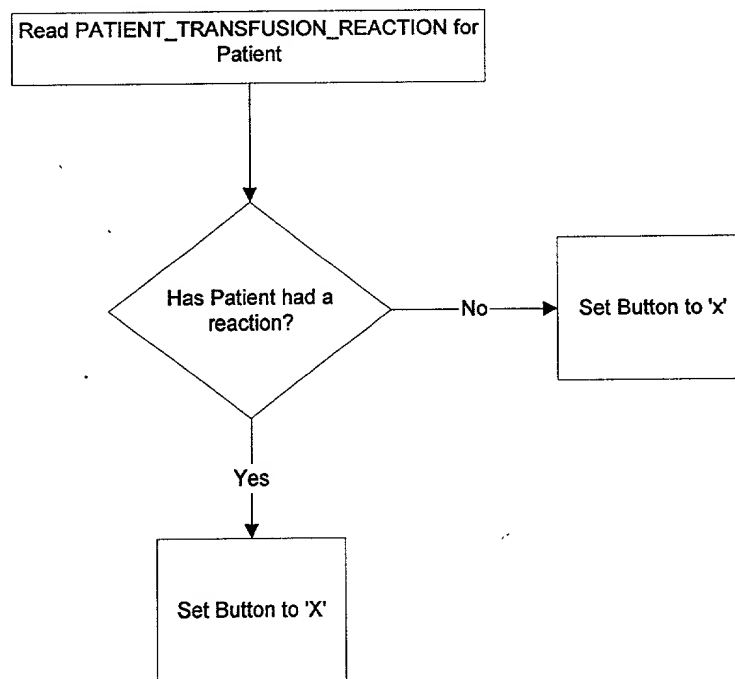 Read PATIENT_TRANSFUSION_REACTION for
Patient
Has Patient had a
reaction?
No
Set Button to 'x'
Yes
Set Button to 'X'